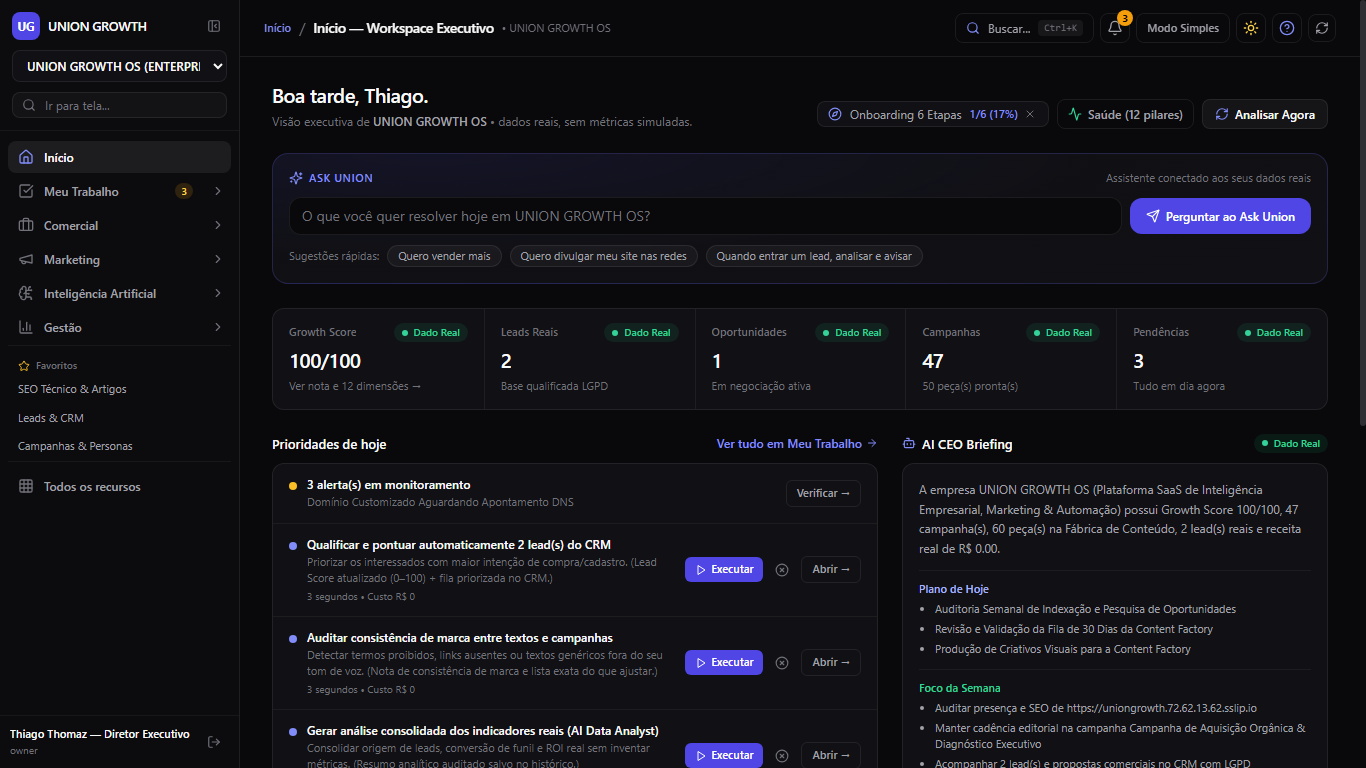 UG UNION GROWTH
UNION GROWTH OS (ENTERPRI
Ir para tela...
Início
Meu Trabalho 3
Comercial
Marketing
Inteligência Artificial
Gestão
Favoritos
SEO Técnico & Artigos
Leads & CRM
Campanhas & Personas
Todos os recursos
Thiago Thomaz — Diretor Executivo
owner
Início / Início — Workspace Executivo • UNION GROWTH OS
Buscar... Ctrl+K 3 Modo Simples
Boa tarde, Thiago.
Visão executiva de UNION GROWTH OS • dados reais, sem métricas simuladas.
Onboarding 6 Etapas 1/6 (17%) × Saúde (12 pilares) Analisar Agora
ASK UNION Assistente conectado aos seus dados reais
O que você quer resolver hoje em UNION GROWTH OS? Perguntar ao Ask Union
Sugestões rápidas: Quero vender mais Quero divulgar meu site nas redes Quando entrar um lead, analisar e avisar
Growth Score Dado Real
100/100
Ver nota e 12 dimensões →
Leads Reais Dado Real
2
Base qualificada LGPD
Oportunidades Dado Real
1
Em negociação ativa
Campanhas Dado Real
47
50 peça(s) pronta(s)
Pendências Dado Real
3
Tudo em dia agora
Prioridades de hoje Ver tudo em Meu Trabalho →
3 alerta(s) em monitoramento
Domínio Customizado Aguardando Apontamento DNS
Verificar →
Qualificar e pontuar automaticamente 2 lead(s) do CRM
Priorizar os interessados com maior intenção de compra/cadastro. (Lead
Score atualizado (0–100) + fila priorizada no CRM.)
3 segundos • Custo R$ 0
Executar Abrir →
Auditar consistência de marca entre textos e campanhas
Detectar termos proibidos, links ausentes ou textos genéricos fora do seu
tom de voz. (Nota de consistência de marca e lista exata do que ajustar.)
3 segundos • Custo R$ 0
Executar Abrir →
Gerar análise consolidada dos indicadores reais (AI Data Analyst)
Consolidar origem de leads, conversão de funil e ROI real sem inventar
métricas. (Resumo analítico auditado salvo no histórico.)
Executar Abrir →
AI CEO Briefing Dado Real
A empresa UNION GROWTH OS (Plataforma SaaS de Inteligência
Empresarial, Marketing & Automação) possui Growth Score 100/100, 47
campanha(s), 60 peça(s) na Fábrica de Conteúdo, 2 lead(s) reais e receita
real de R$ 0.00.
Plano de Hoje
• Auditoria Semanal de Indexação e Pesquisa de Oportunidades
• Revisão e Validação da Fila de 30 Dias da Content Factory
• Produção de Criativos Visuais para a Content Factory
Foco da Semana
• Auditar presença e SEO de https://uniongrowth.72.62.13.62.sslip.io
• Manter cadência editorial na campanha Campanha de Aquisição Orgânica &
Diagnóstico Executivo
• Acompanhar 2 lead(s) e propostas comerciais no CRM com LGPD